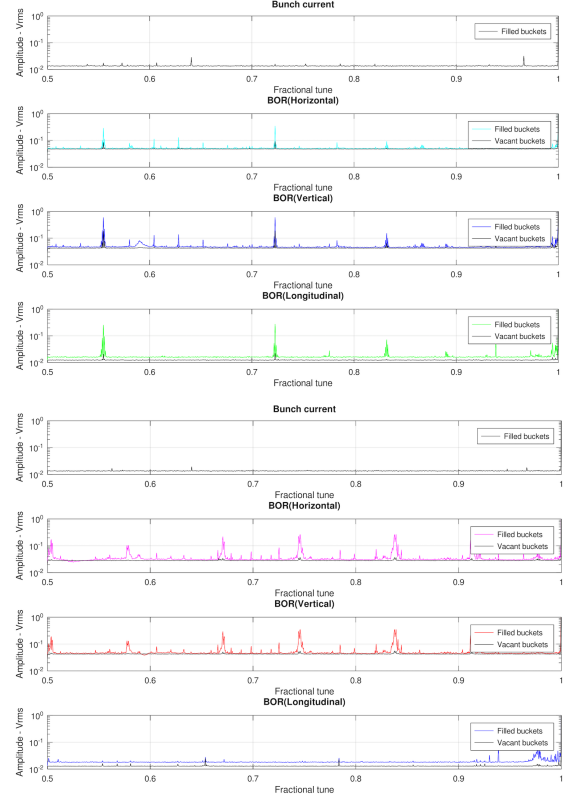 Bunch current
Amplitude - Vrms
10^0
10^-1
10^-2
Filled buckets
0.5 0.6 0.7 0.8 0.9 1
Fractional tune
BOR(Horizontal)
Amplitude - Vrms
10^0
10^-1
10^-2
Filled buckets
Vacant buckets
0.5 0.6 0.7 0.8 0.9 1
Fractional tune
BOR(Vertical)
Amplitude - Vrms
10^0
10^-1
10^-2
Filled buckets
Vacant buckets
0.5 0.6 0.7 0.8 0.9 1
Fractional tune
BOR(Longitudinal)
Amplitude - Vrms
10^0
10^-1
10^-2
Filled buckets
Vacant buckets
0.5 0.6 0.7 0.8 0.9 1
Fractional tune
Bunch current
Amplitude - Vrms
10^0
10^-1
10^-2
Filled buckets
0.5 0.6 0.7 0.8 0.9 1
Fractional tune
BOR(Horizontal)
Amplitude - Vrms
10^0
10^-1
10^-2
Filled buckets
Vacant buckets
0.5 0.6 0.7 0.8 0.9 1
Fractional tune
BOR(Vertical)
Amplitude - Vrms
10^0
10^-1
10^-2
Filled buckets
Vacant buckets
0.5 0.6 0.7 0.8 0.9 1
Fractional tune
BOR(Longitudinal)
Amplitude - Vrms
10^0
10^-1
10^-2
Filled buckets
Vacant buckets
0.5 0.6 0.7 0.8 0.9 1
Fractional tune